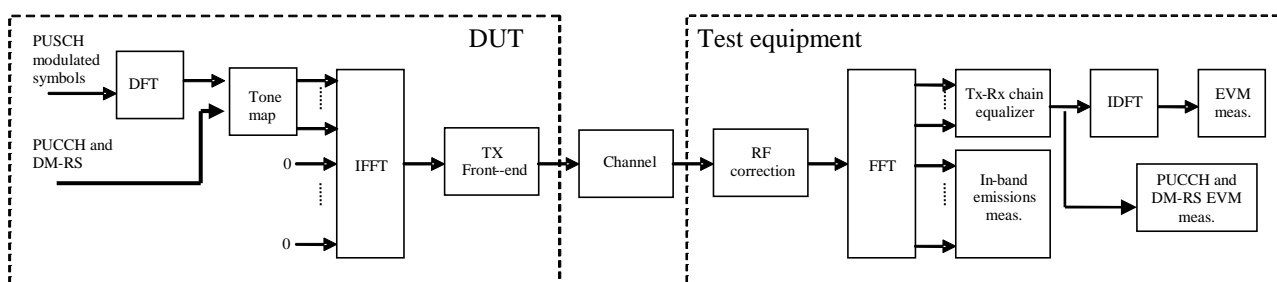 DUT
Test equipment
PUSCH
modulated
symbols
DFT
Tone
map
PUCCH and
DM-RS
0
0
IFFT
TX
Front--end
Channel
RF
correction
FFT
Tx-Rx chain
equalizer
IDFT
EVM
meas.
In-band
emissions
meas.
PUCCH and
DM-RS EVM
meas.